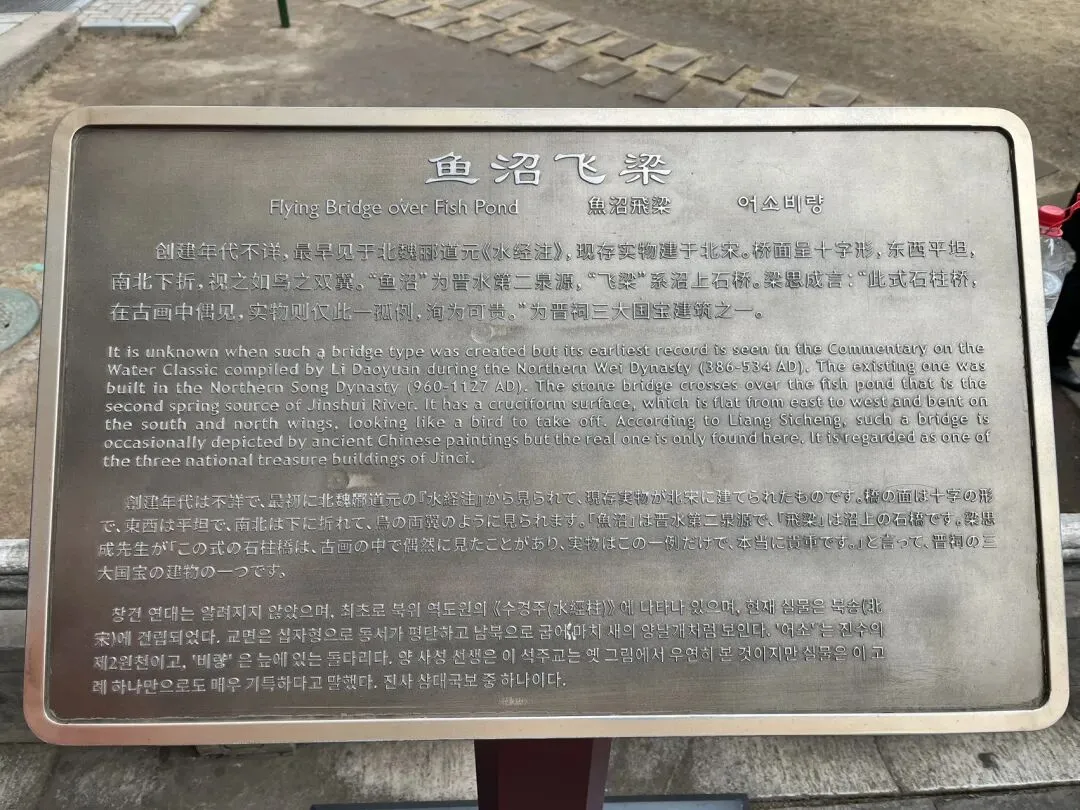 鱼沼飞梁
Flying Bridge over Fish Pond 魚沼飛梁 어소비량
创建年代不详，最早见于北魏郦道元《水经注》，现存实物建于北宋。桥面呈十字形，东西平坦，
南北下折，视之如鸟之双翼。“鱼沼”为晋水第二泉源，“飞梁”系沼上石桥。梁思成言：“此式石柱桥，
在古画中偶见，实物则仅此一孤例，洵为可贵。”为晋祠三大国宝建筑之一。
It is unknown when such a bridge type was created but its earliest record is seen in the Commentary on the
Water Classic compiled by Li Daoyuan during the Northern Wei Dynasty (386-534 AD). The existing one was
built in the Northern Song Dynasty (960-1127 AD). The stone bridge crosses over the fish pond that is the
second spring source of Jinshui River. It has a cruciform surface, which is flat from east to west and bent on
the south and north wings, looking like a bird to take off. According to Liang Sicheng, such a bridge is
occasionally depicted by ancient Chinese paintings but the real one is only found here. It is regarded as one of
the three national treasure buildings of Jinci.
創建年代は不詳で、最初に北魏酈道元の『水経注』から見られて、現存実物が北宋に建てられたものです。橋の面は十字の形
で、東西は平坦で、南北は下に折れて、鳥の両翼のように見られます。「魚沼」は晋水第二泉源で、「飛梁」は沼上の石橋です。梁思
成先生が「この式の石柱橋は、古画の中で偶然に見たことがあり、実物はこの一例だけで、本当に貴重です。」と言って、晋祠の三
大国宝の建物の一つです。
창건 연대는 알려지지 않았으며, 최초로 북위 역도원의 《수경주(水經柱)》에 나타나 있으며, 현재 실물은 북송(北
宋)에 건립되었다. 교면은 십자형으로 동서가 평탄하고 남북으로 굽어 마치 새의 양날개처럼 보인다. '어소'는 진수의
제2원천이고, '비량' 은 늪에 있는 돌다리다. 양 사성 선생은 이 석주교는 옛 그림에서 우연히 본 것이지만 실물은 이 고
례 하나만으로도 매우 기특하다고 말했다. 진사 삼대국보 중 하나이다.